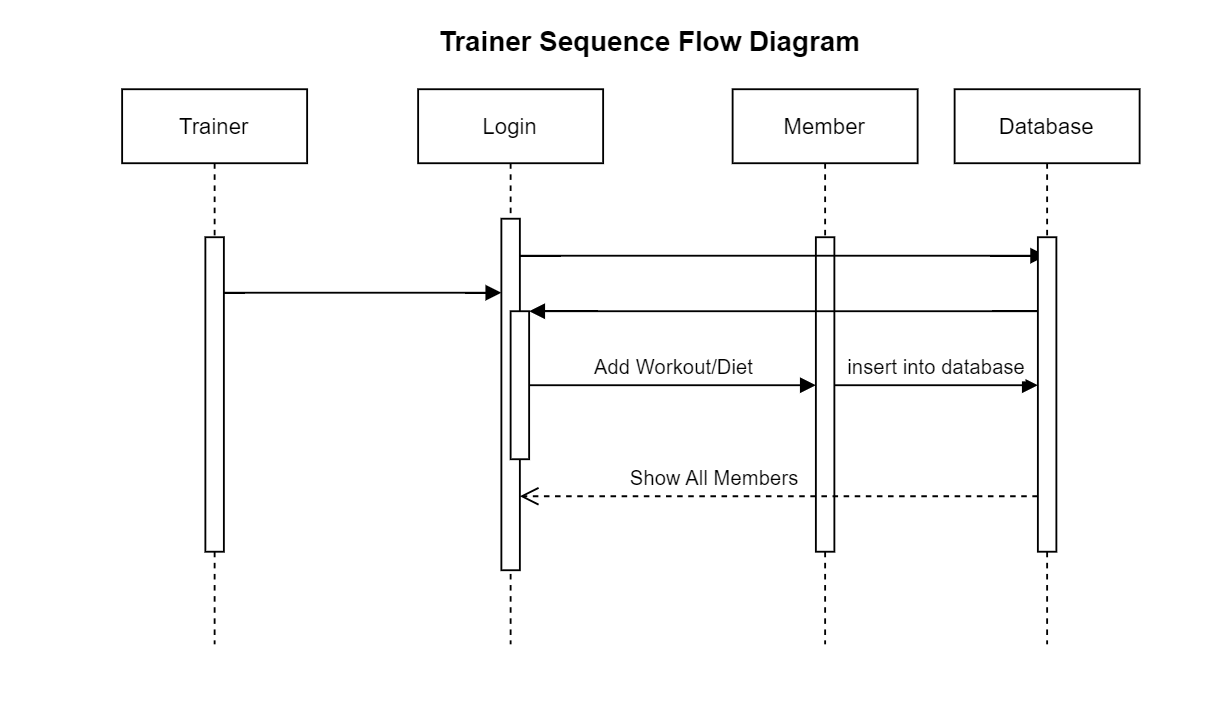 Trainer Sequence Flow Diagram
Trainer
Login
Member
Database
Add Workout/Diet
insert into database
Show All Members